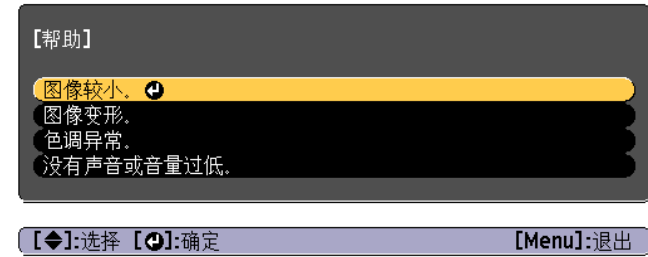 [帮助]
图像较小。
图像变形。
色调异常。
没有声音或音量过低。
[◆]:选择 [⏎]:确定 [Menu]:退出